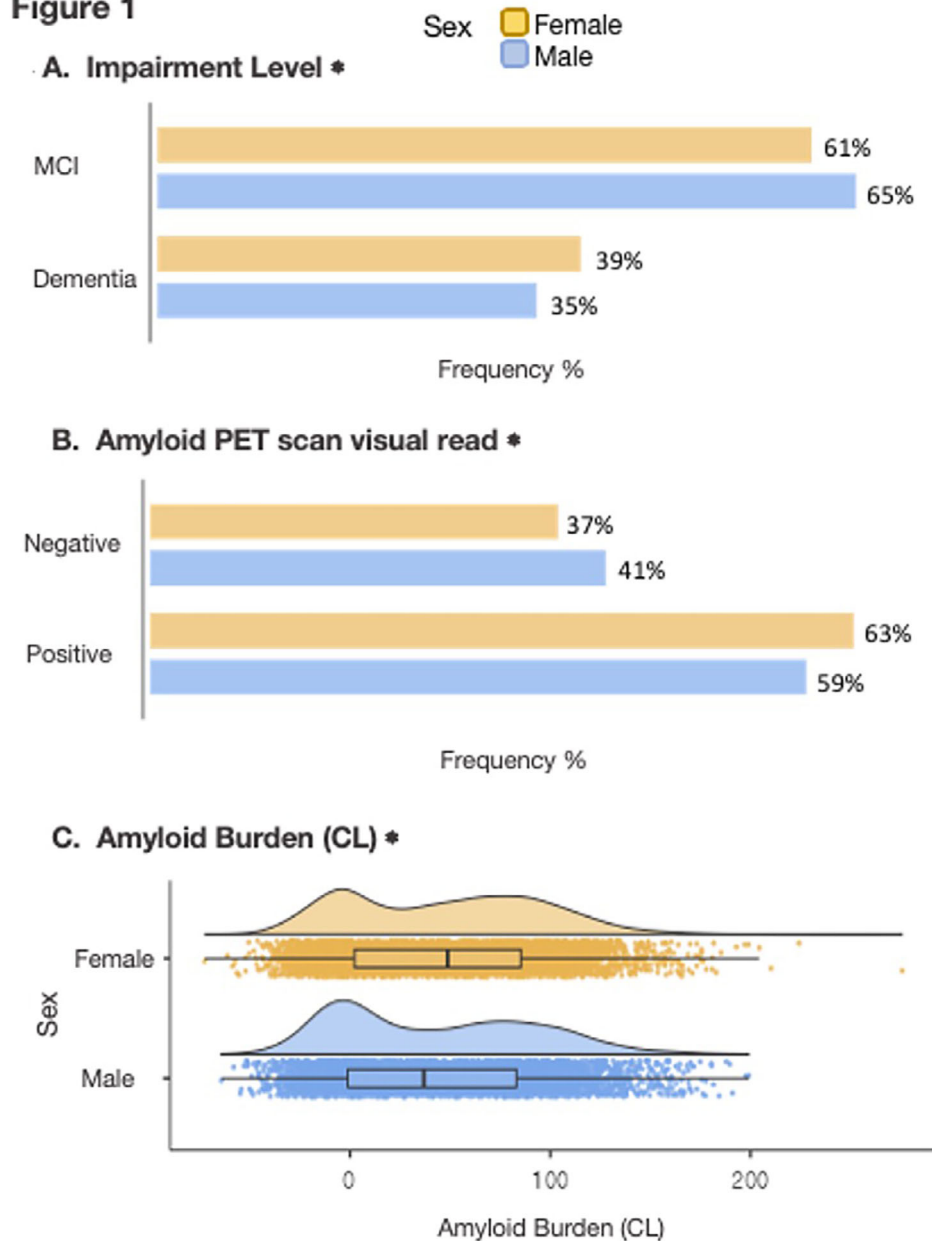 Figure 1
Sex
Female
Male
A. Impairment Level *
MCI
61%
65%
Dementia
39%
35%
Frequency %
B. Amyloid PET scan visual read *
Negative
37%
41%
Positive
63%
59%
Frequency %
C. Amyloid Burden (CL) *
Sex
Female
Male
0 100 200
Amyloid Burden (CL)